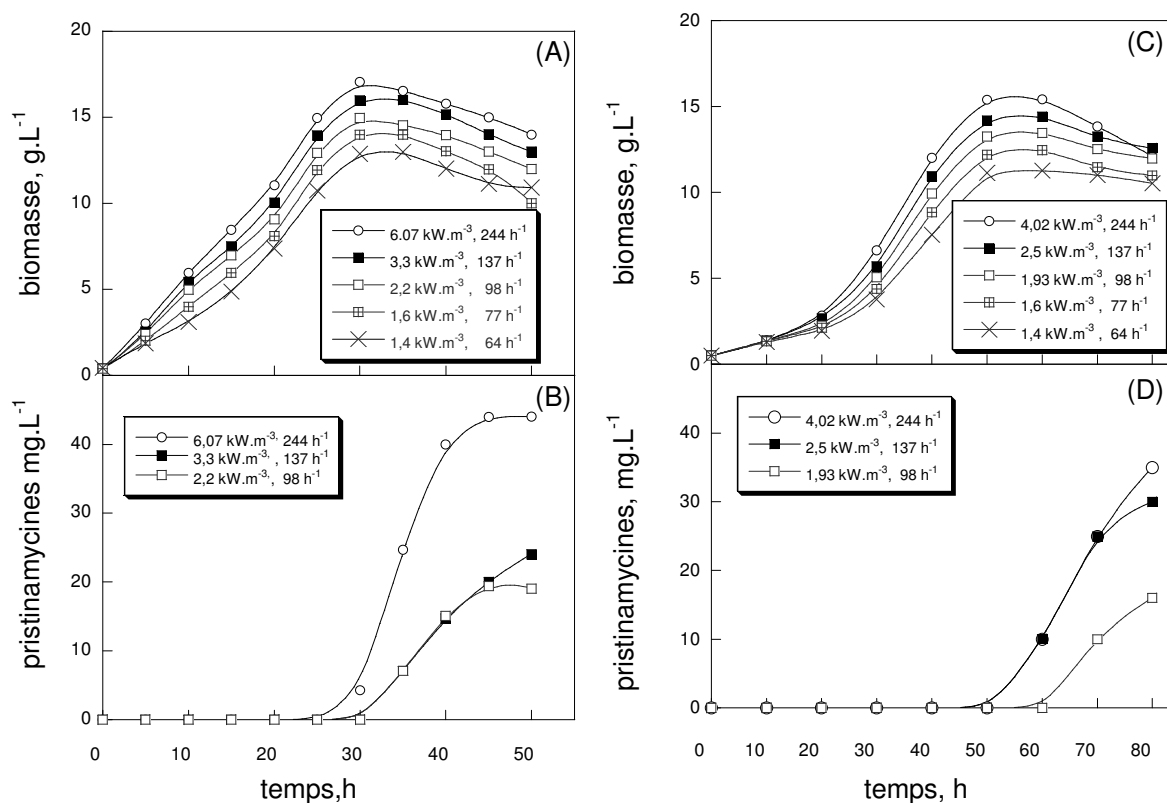 (A)
biomasse, g.L-1
20
15
10
5
0
6.07 kW.m-3, 244 h-1
3,3 kW.m-3, 137 h-1
2,2 kW.m-3, 98 h-1
1,6 kW.m-3, 77 h-1
1,4 kW.m-3, 64 h-1
(B)
pristinamycines mg.L-1
40
30
20
10
0
6,07 kW.m-3, 244 h-1
3,3 kW.m-3, , 137 h-1
2,2 kW.m-3, , 98 h-1
0 10 20 30 40 50
temps,h
(C)
biomasse, g.L-1
20
15
10
5
0
4,02 kW.m-3, 244 h-1
2,5 kW.m-3, 137 h-1
1,93 kW.m-3, 98 h-1
1,6 kW.m-3, 77 h-1
1,4 kW.m-3, 64 h-1
(D)
pristinamycines, mg.L-1
40
30
20
10
0
4,02 kW.m-3, 244 h-1
2,5 kW.m-3, 137 h-1
1,93 kW.m-3, 98 h-1
0 10 20 30 40 50 60 70 80
temps, h